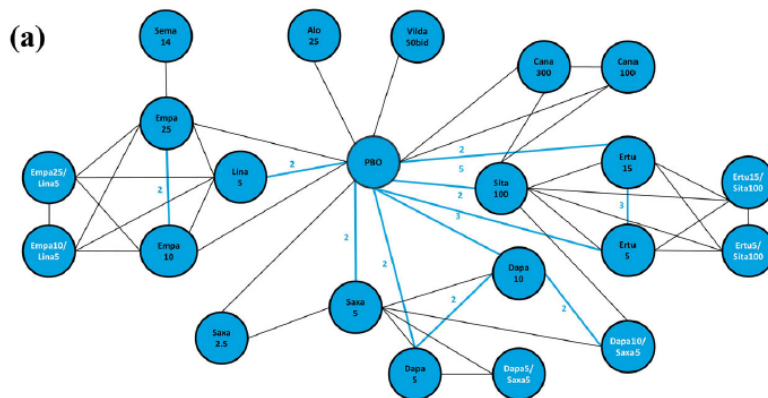 (a)
Sema
14
Alo
25
Vilda
50bid
Cana
300
Cana
100
Empa
25
PBO
2
Ertu
15
Empa25/
Lina5
Lina
5
2
5
2
Sita
100
Ertu15/
Sita100
2
3
3
Empa10/
Lina5
Empa
10
Ertu
5
Ertu5/
Sita100
2
2
Dapa
10
2
2
Saxa
5
Saxa
2.5
Dapa10/
Saxa5
Dapa
5
Dapa5/
Saxa5